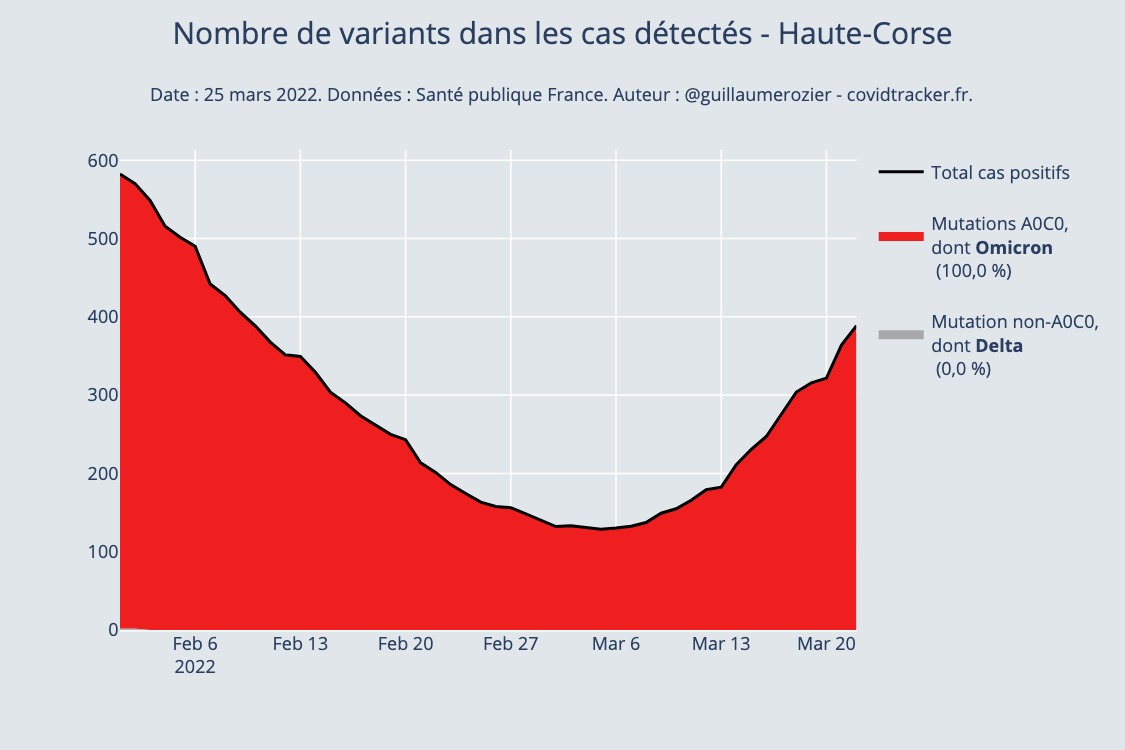 Nombre de variants dans les cas détectés - Haute-Corse
Date : 25 mars 2022. Données : Santé publique France. Auteur : @guillaumerozier - covidtracker.fr.
600
500
400
300
200
100
0
Feb 6
2022
Feb 13
Feb 20
Feb 27
Mar 6
Mar 13
Mar 20
Total cas positifs
Mutations A0C0,
dont Omicron
(100,0 %)
Mutation non-A0C0,
dont Delta
(0,0 %)